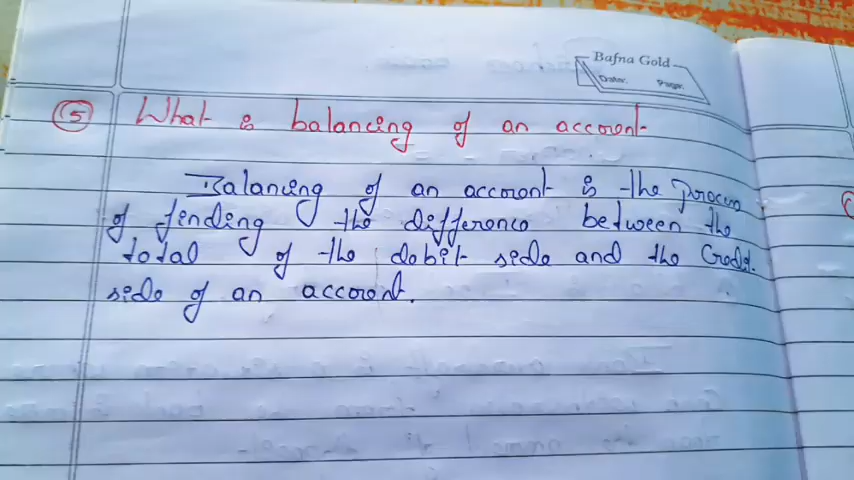 Bafna Gold
Date: Page:
5 What is balancing of an account
Balancing of an account is the process
of finding the difference between the
total of the debit side and the Credit
side of an account.